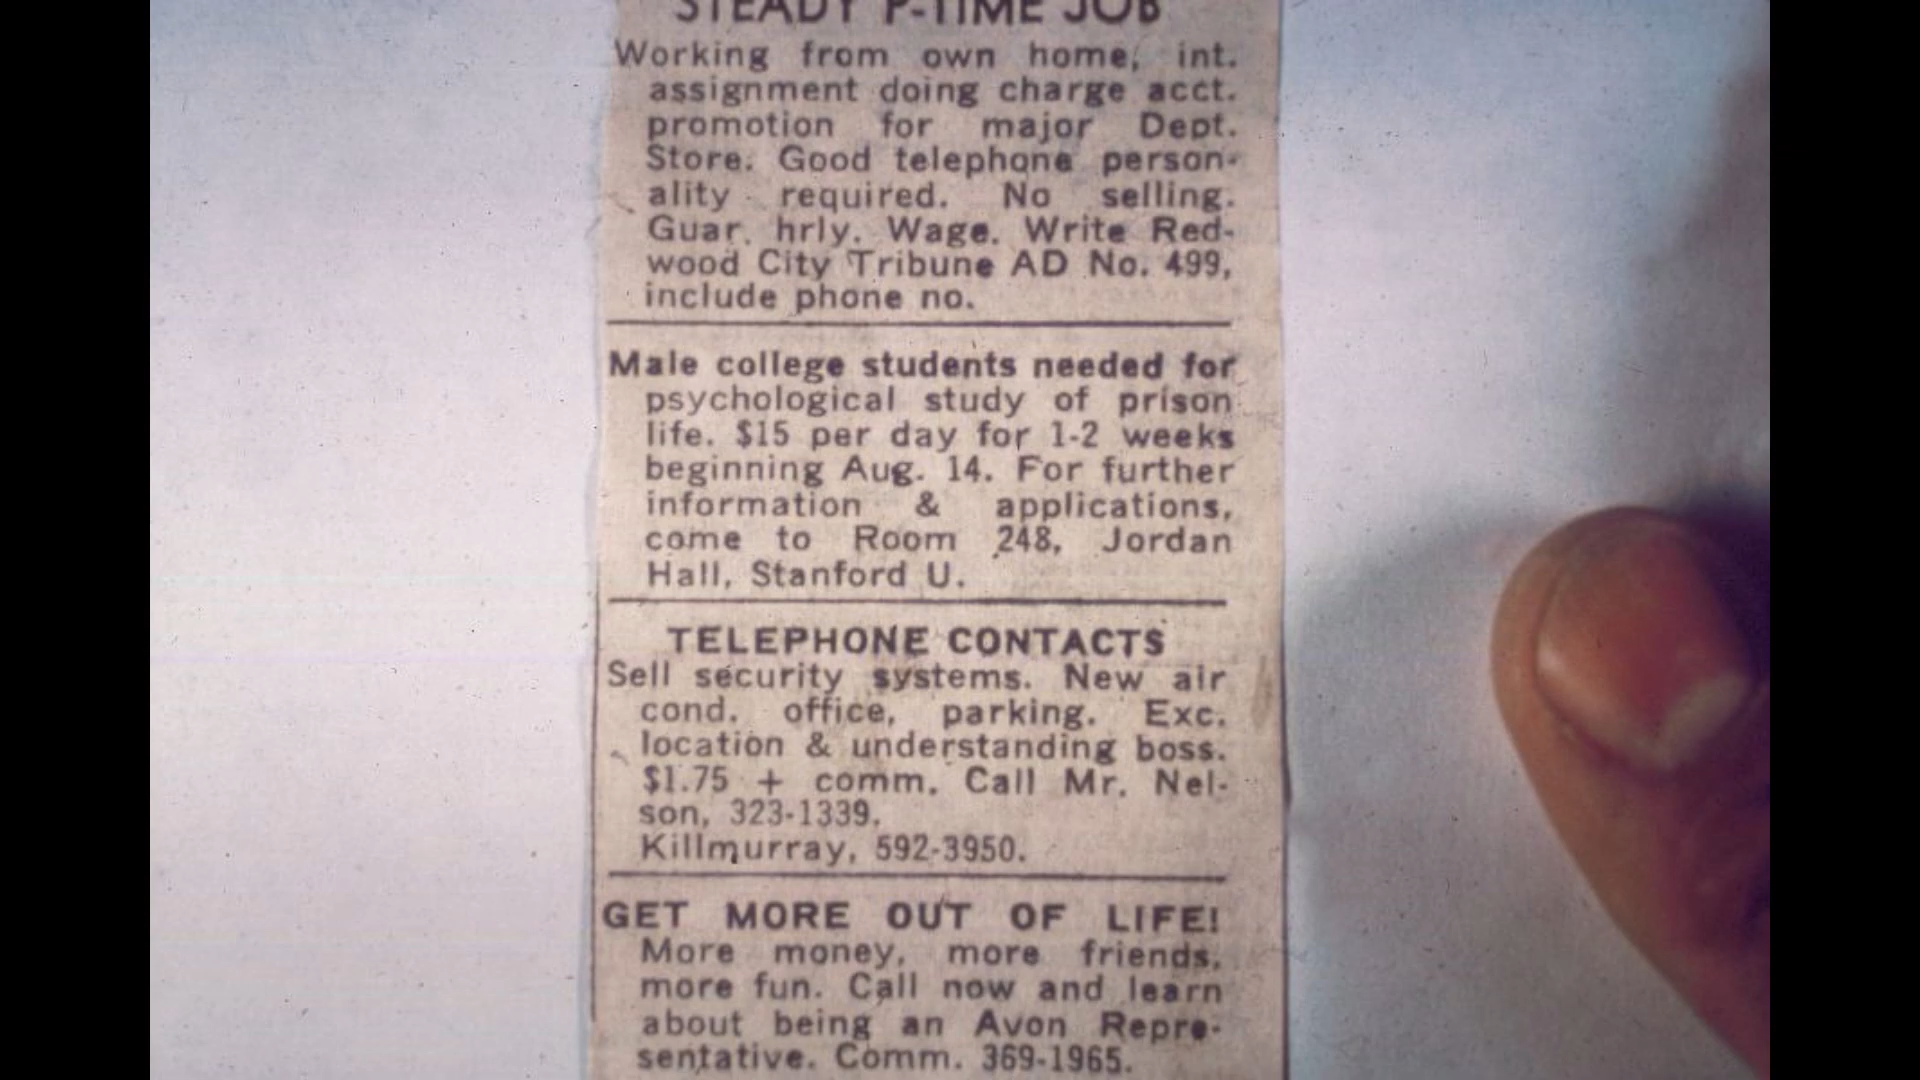 STEADY P-TIME JOB
Working from own home, int.
assignment doing charge acct.
promotion for major Dept.
Store. Good telephone person-
ality required. No selling.
Guar. hrly. Wage. Write Red-
wood City Tribune AD No. 499,
include phone no.
Male college students needed for
psychological study of prison
life. $15 per day for 1-2 weeks
beginning Aug. 14. For further
information & applications,
come to Room 248, Jordan
Hall, Stanford U.
TELEPHONE CONTACTS
Sell security systems. New air
cond. office, parking. Exc.
location & understanding boss.
$1.75 + comm. Call Mr. Nel-
son, 323-1339.
Killmurray, 592-3950.
GET MORE OUT OF LIFE!
More money, more friends,
more fun. Call now and learn
about being an Avon Repre-
sentative. Comm. 369-1965.